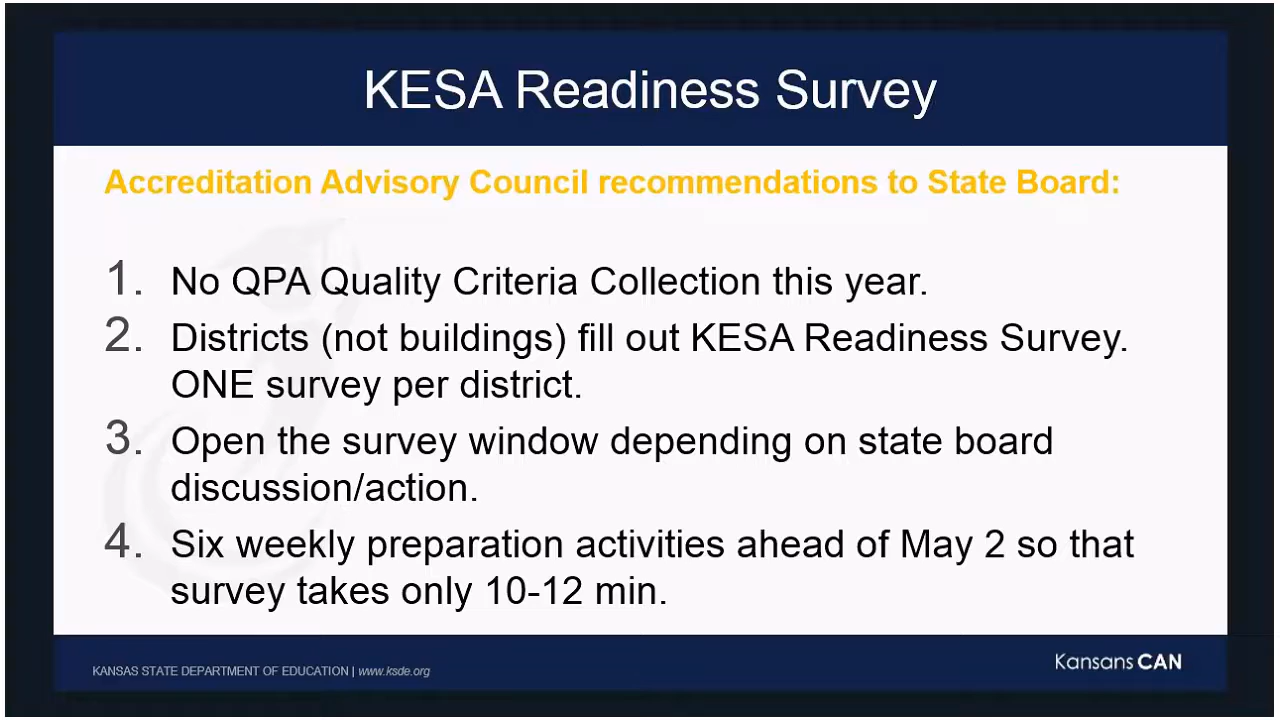 KESA Readiness Survey
Accreditation Advisory Council recommendations to State Board:
1. No QPA Quality Criteria Collection this year.
2. Districts (not buildings) fill out KESA Readiness Survey.
ONE survey per district.
3. Open the survey window depending on state board
discussion/action.
4. Six weekly preparation activities ahead of May 2 so that
survey takes only 10-12 min.
KANSAS STATE DEPARTMENT OF EDUCATION | www.ksde.org
KansansCAN